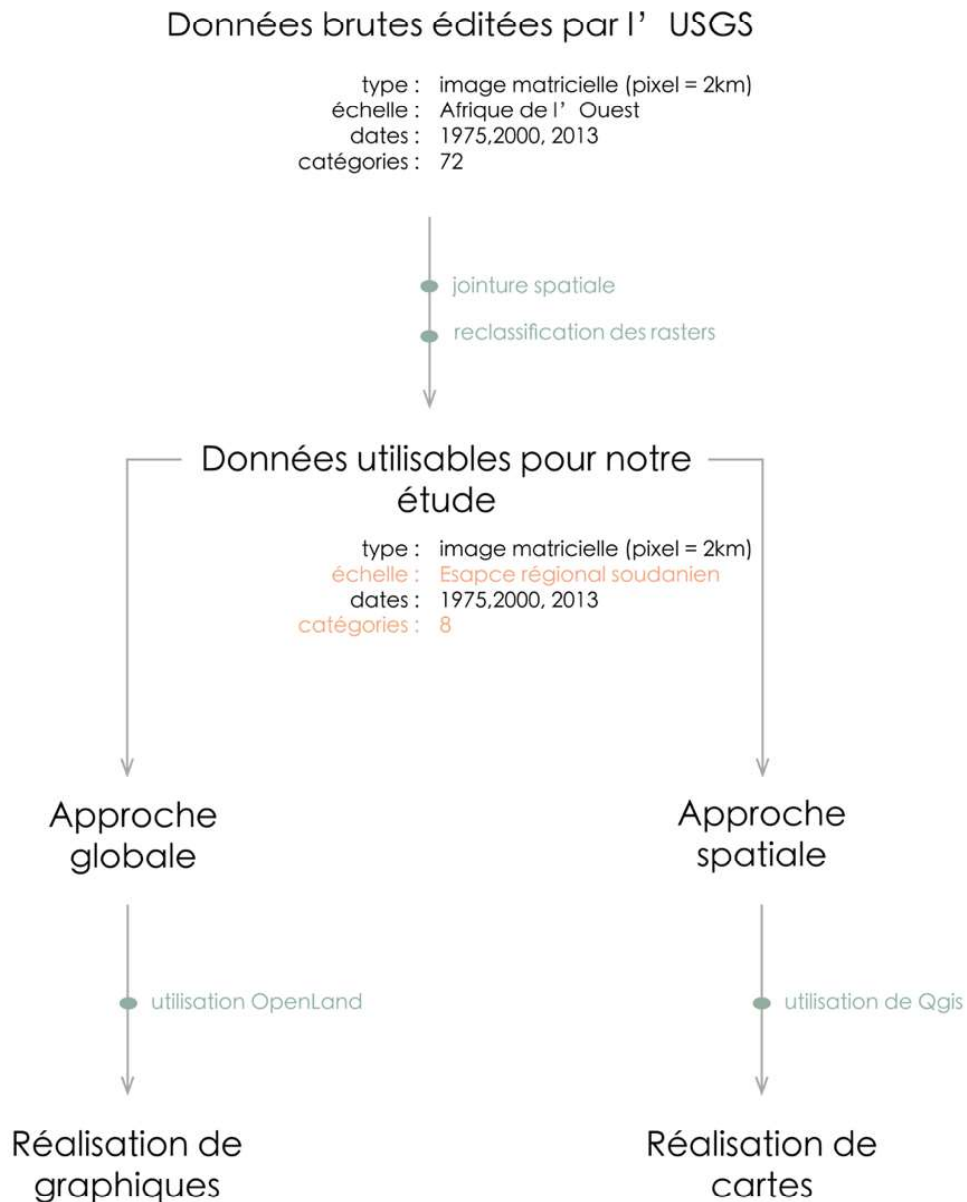 Données brutes éditées par l’ USGS
type : image matricielle (pixel = 2km)
échelle : Afrique de l’ Ouest
dates : 1975,2000, 2013
catégories : 72
jointure spatiale
reclassification des rasters
Données utilisables pour notre
étude
type : image matricielle (pixel = 2km)
échelle : Esapce régional soudanien
dates : 1975,2000, 2013
catégories : 8
Approche
globale
Approche
spatiale
utilisation OpenLand
utilisation de Qgis
Réalisation de
graphiques
Réalisation de
cartes